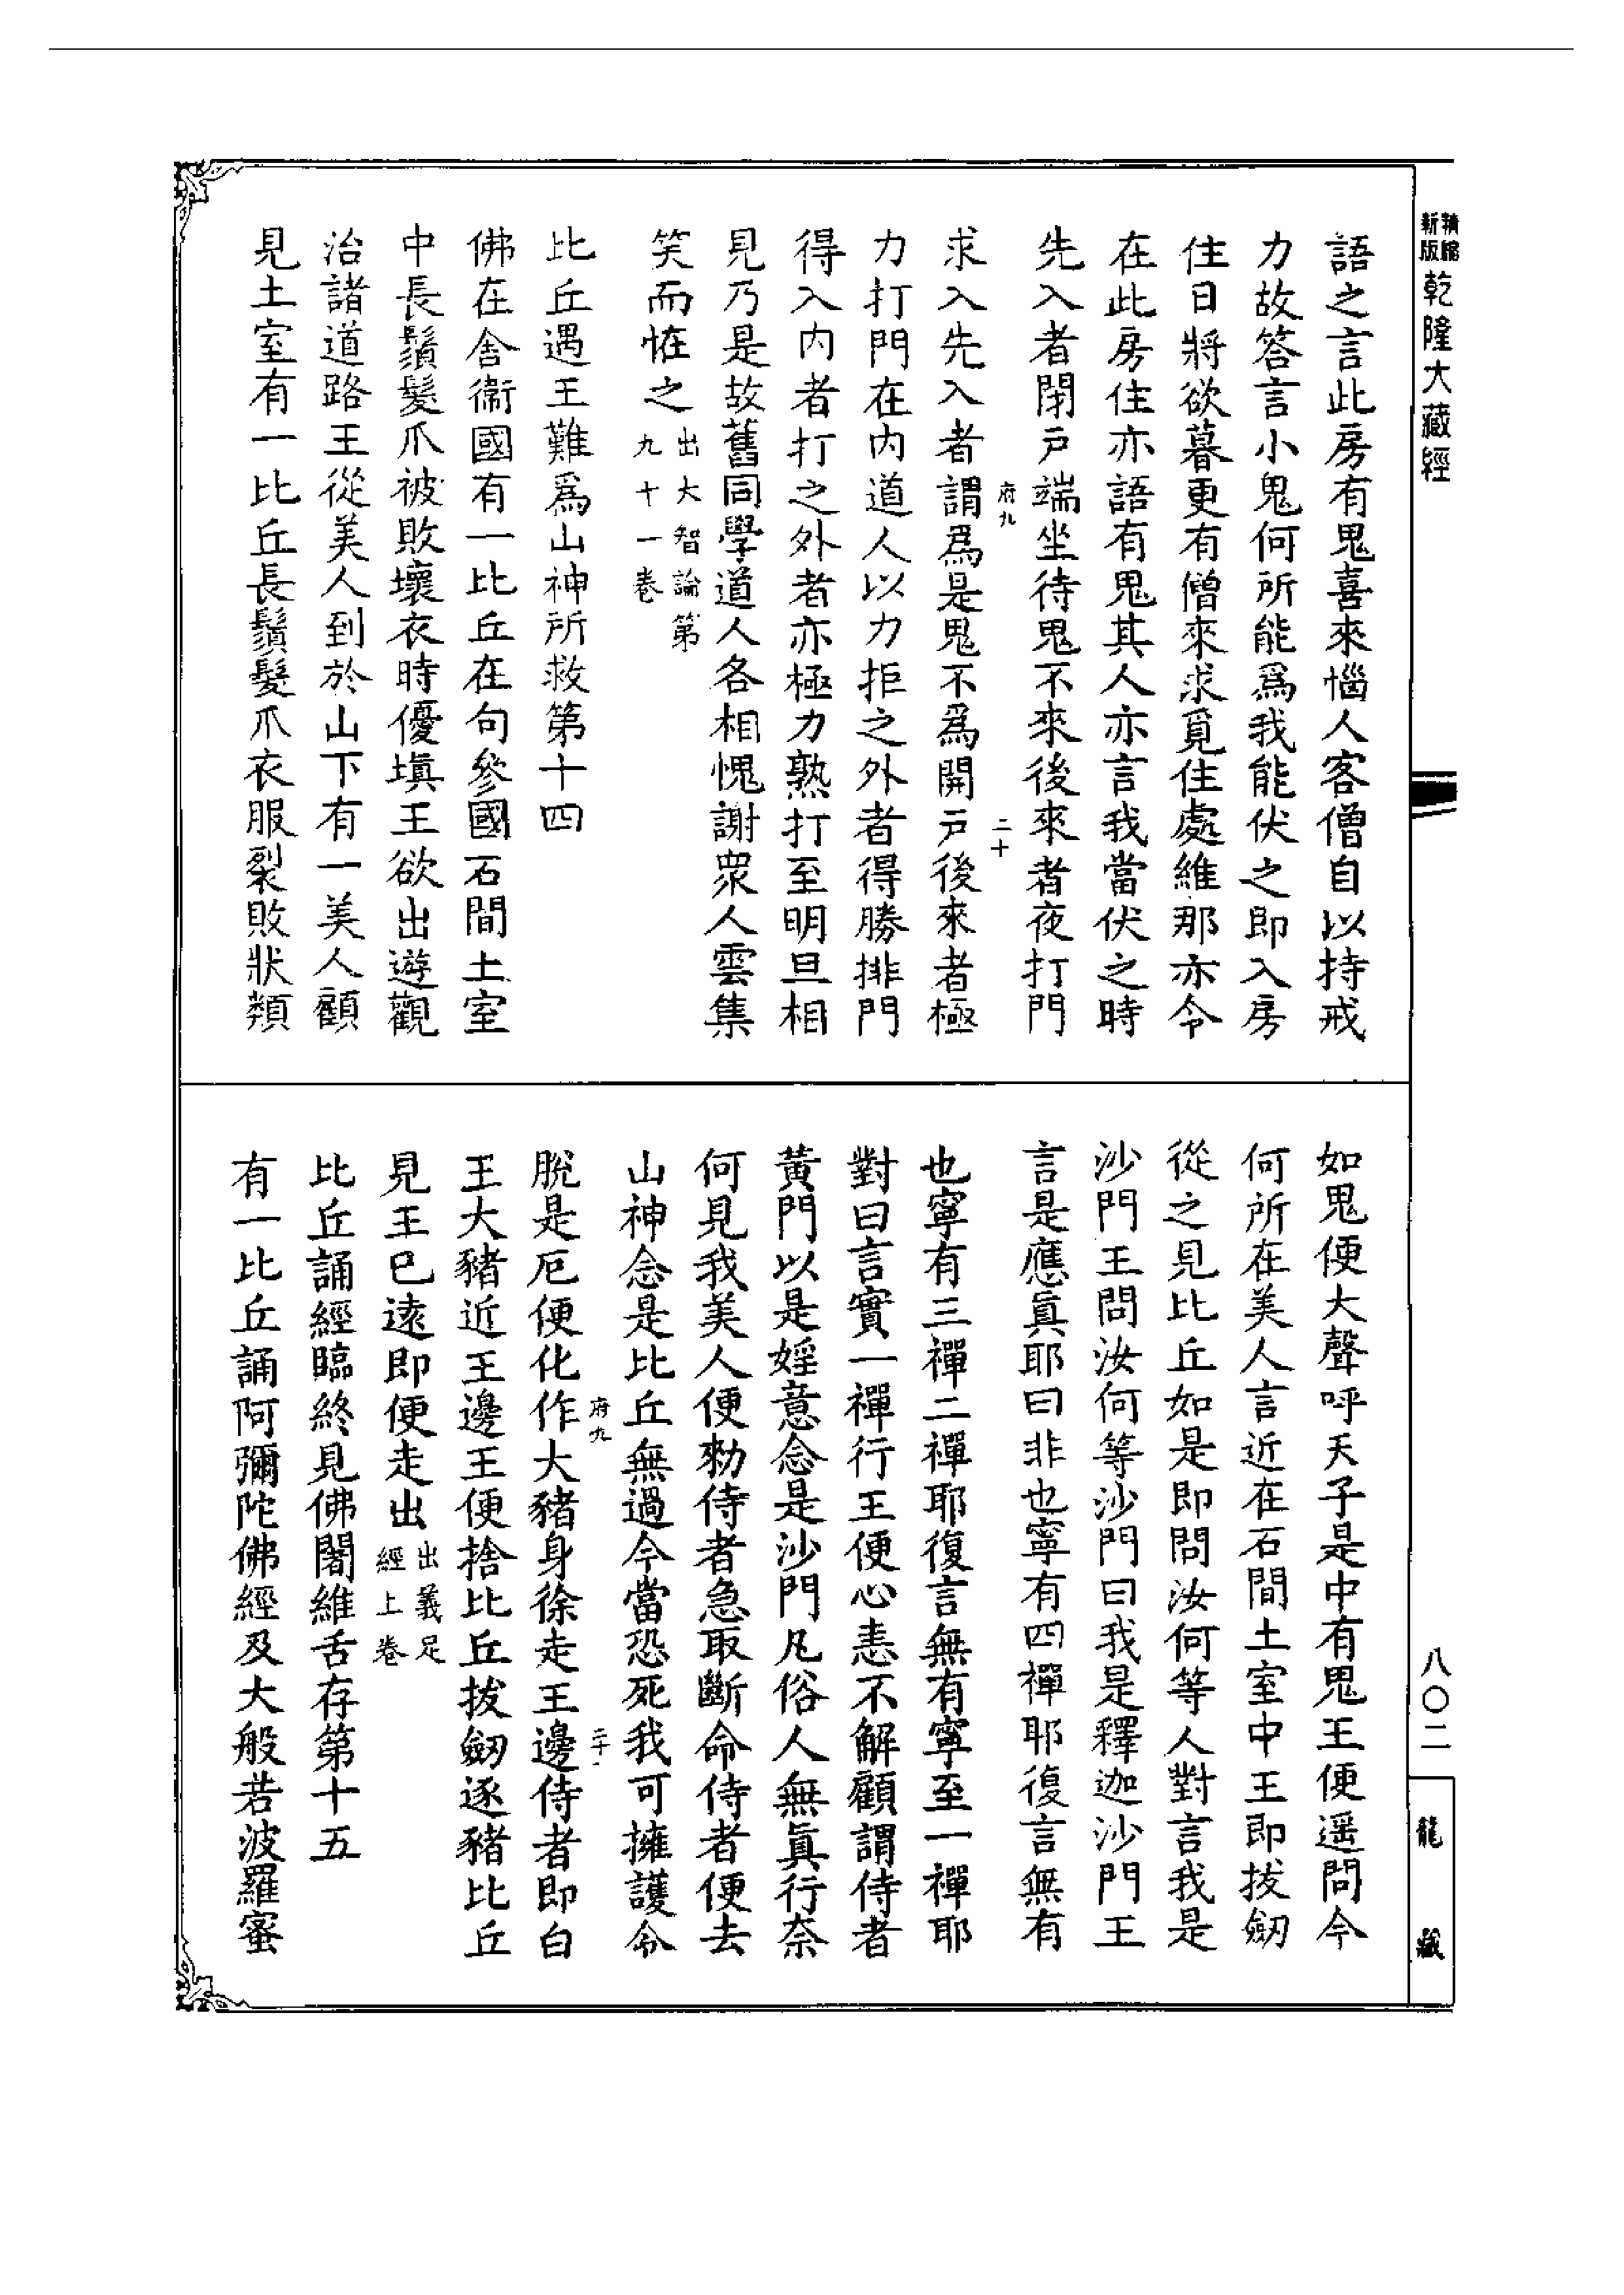 精縮
新版
乾隆大藏經
語之言此房有鬼喜來惱人客僧自以持戒
力故答言小鬼何所能爲我能伏之即入房
住日將欲暮更有僧來求覓住處維那亦令
在此房住亦語有鬼其人亦言我當伏之時
先入者閉戶端坐待鬼不來後來者夜打門
府九
二十
求入先入者謂爲是鬼不爲開戶後來者極
力打門在内道人以力拒之外者得勝排門
得入内者打之外者亦極力熟打至明旦相
見乃是故舊同學道人各相愧謝衆人雲集
笑而恠之
出大智論第
九十一卷
比丘遇王難爲山神所救第十四
佛在舍衞國有一比丘在句參國石間土室
中長鬚髮爪被敗壞衣時優塡王欲出遊觀
治諸道路王從美人到於山下有一美人顧
見土室有一比丘長鬚髮爪衣服裂敗狀類
如鬼便大聲呼天子是中有鬼王便遥問今
何所在美人言近在石間土室中王即拔劒
從之見比丘如是即問汝何等人對言我是
沙門王問汝何等沙門曰我是釋迦沙門王
言是應眞耶曰非也寧有四禪耶復言無有
也寧有三禪二禪耶復言無有寧至一禪耶
對曰言實一禪行王便心恚不解顧謂侍者
黃門以是婬意念是沙門凡俗人無眞行奈
何見我美人便勑侍者急取斷命侍者便去
山神念是比丘無過今當恐死我可擁護令
府九
二十一
脫是厄便化作大豬身徐走王邊侍者即白
王大豬近王邊王便捨比丘拔劒逐豬比丘
見王已遠即便走出
出義足
經上卷
比丘誦經臨終見佛闍維舌存第十五
有一比丘誦阿彌陀佛經及大般若波羅蜜
八〇二
龍藏